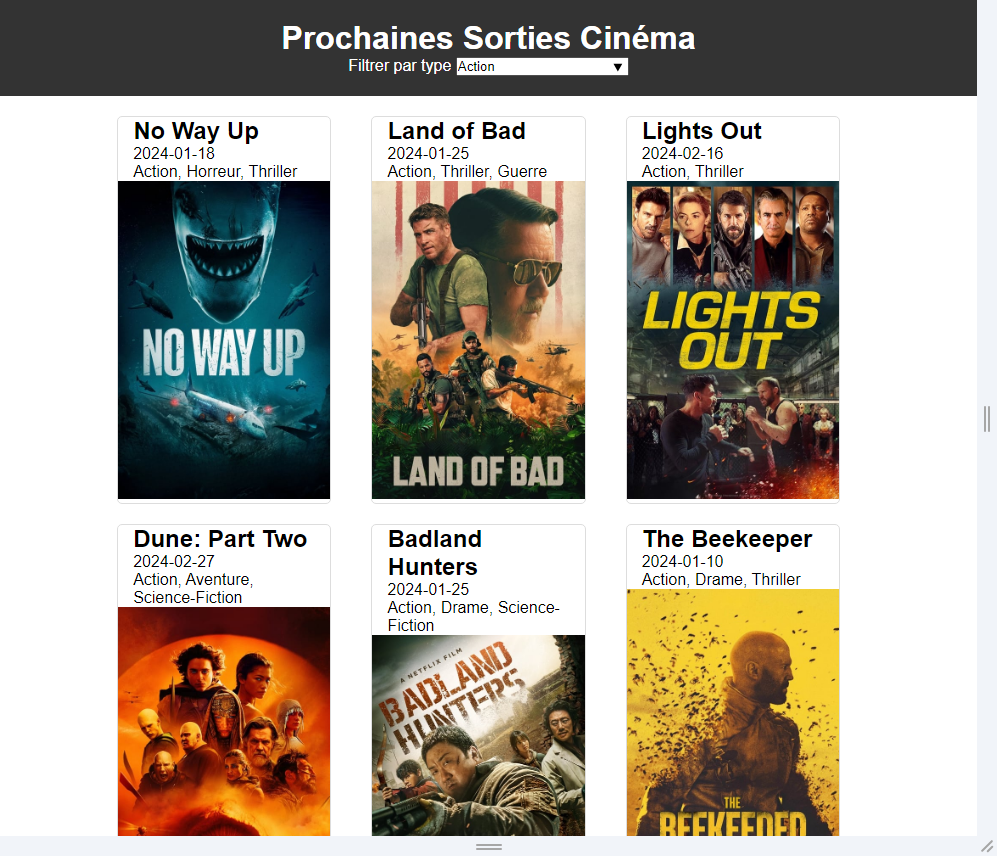 Prochaines Sorties Cinéma
Filtrer par type Action ▼
No Way Up
2024-01-18
Action, Horreur, Thriller
NO WAY UP
Land of Bad
2024-01-25
Action, Thriller, Guerre
LAND OF BAD
Lights Out
2024-02-16
Action, Thriller
LIGHTS
OUT
Dune: Part Two
2024-02-27
Action, Aventure,
Science-Fiction
Badland
Hunters
2024-01-25
Action, Drame, Science-
Fiction
A NETFLIX FILM
BADLAND
HUNTERS
The Beekeeper
2024-01-10
Action, Drame, Thriller
THE
BEEKEEPER